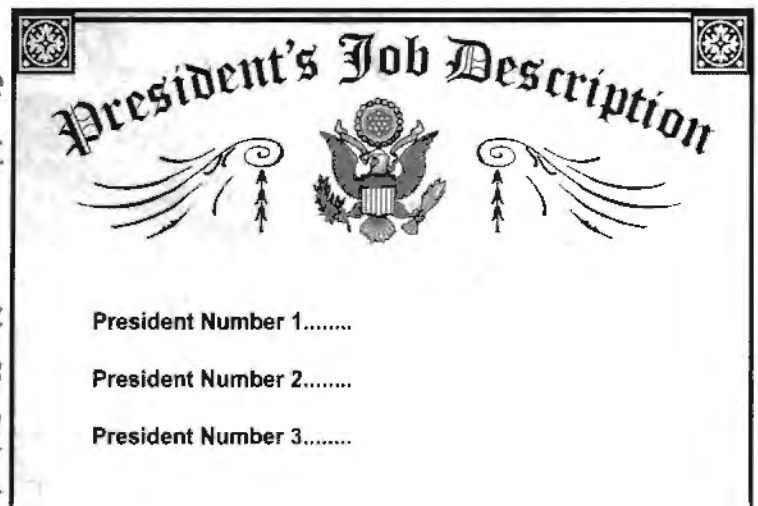 President's Job Description
President Number 1........
President Number 2........
President Number 3........